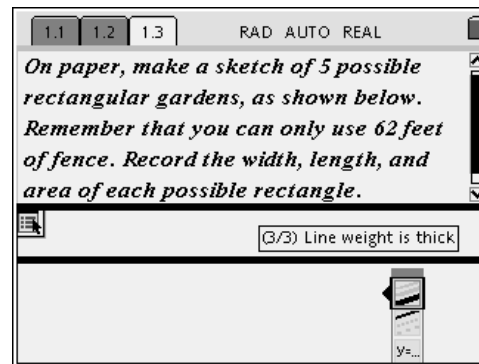 1.1 1.2 1.3 RAD AUTO REAL
On paper, make a sketch of 5 possible
rectangular gardens, as shown below.
Remember that you can only use 62 feet
of fence. Record the width, length, and
area of each possible rectangle.
(3/3) Line weight is thick
y=...